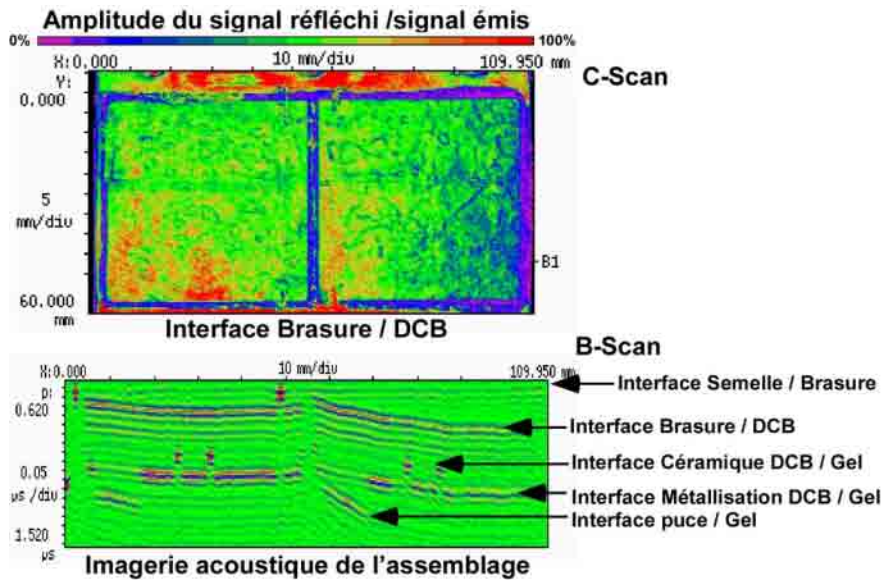 Amplitude du signal réfléchi /signal émis
0% 100%
X:0.000 10 mm/div 109.950 mm
C-Scan
Y:
0.000
5
mm/div
B1
60.000
mm
Interface Brasure / DCB
B-Scan
X:0.000 10 mm/div 109.950 mm
Interface Semelle / Brasure
0.620
Interface Brasure / DCB
Interface Céramique DCB / Gel
0.05
µs /div
Interface Métallisation DCB / Gel
Interface puce / Gel
1.520
µs
Imagerie acoustique de l'assemblage